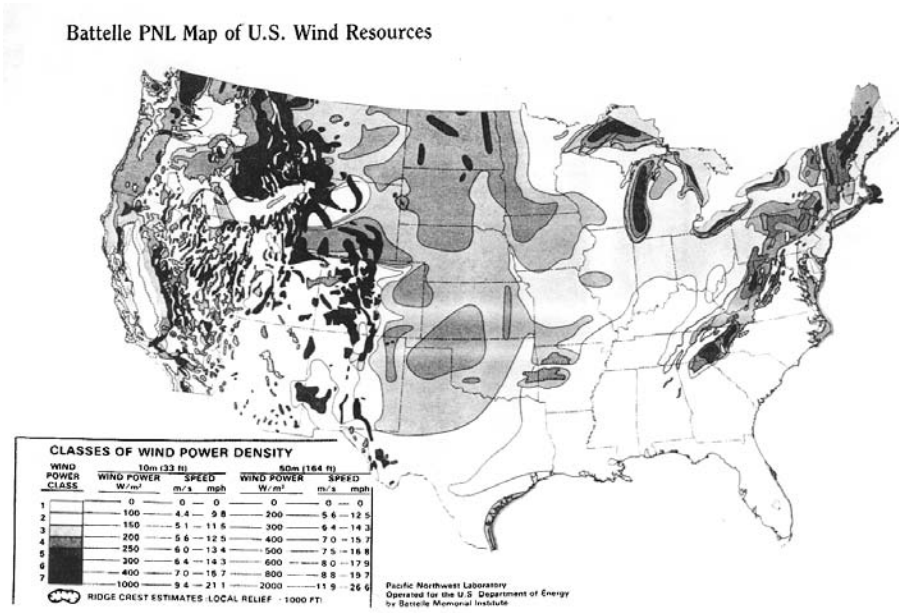 Battelle PNL Map of U.S. Wind Resources
CLASSES OF WIND POWER DENSITY
WIND POWER CLASS 10m (33 ft) 50m (164 ft)
WIND POWER W/m² SPEED m/s mph WIND POWER W/m² SPEED m/s mph
0 0 0 0 0 0
1
100 4.4 9.8 200 5.6 12.5
2
150 5.1 11.5 300 6.4 14.3
3
200 5.6 12.5 400 7.0 15.7
4
250 6.0 13.4 500 7.5 16.8
5
300 6.4 14.3 600 8.0 17.9
6
400 7.0 15.7 800 8.8 19.7
7
1000 9.4 21.1 2000 11.9 26.6
RIDGE CREST ESTIMATES (LOCAL RELIEF > 1000 FT)
Pacific Northwest Laboratory
Operated for the U.S. Department of Energy
by Battelle Memorial Institute